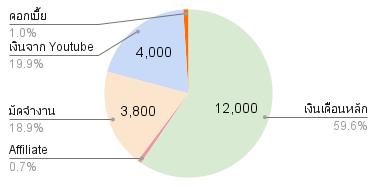 ดอกเบี้ย
1.0%
เงินจาก Youtube
19.9%
4,000
มัดจำงาน
18.9%
3,800
12,000
เงินเดือนหลัก
59.6%
Affiliate
0.7%